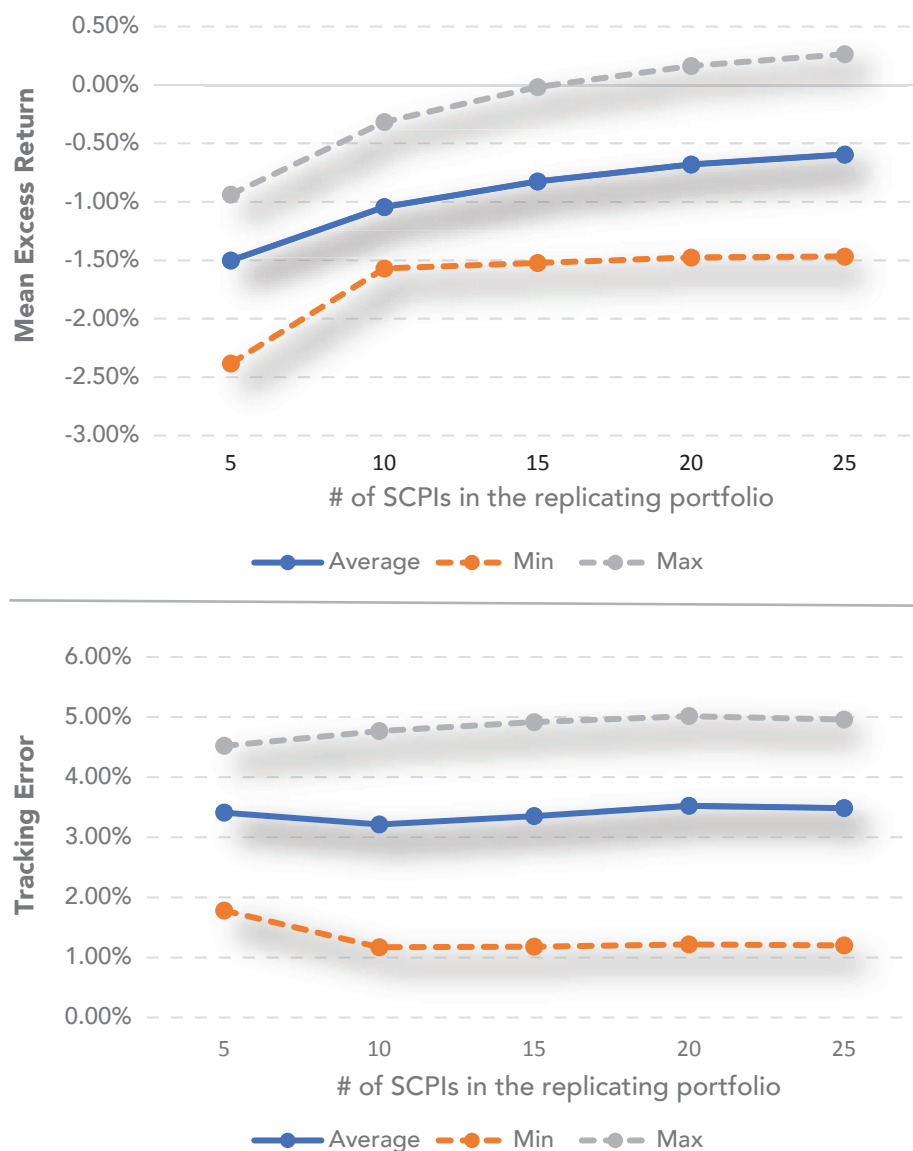 0.50%
0.00%
-0.50%
-1.00%
-1.50%
-2.00%
-2.50%
-3.00%
Mean Excess Return
5 10 15 20 25
# of SCPIs in the replicating portfolio
Average Min Max
6.00%
5.00%
4.00%
3.00%
2.00%
1.00%
0.00%
Tracking Error
5 10 15 20 25
# of SCPIs in the replicating portfolio
Average Min Max